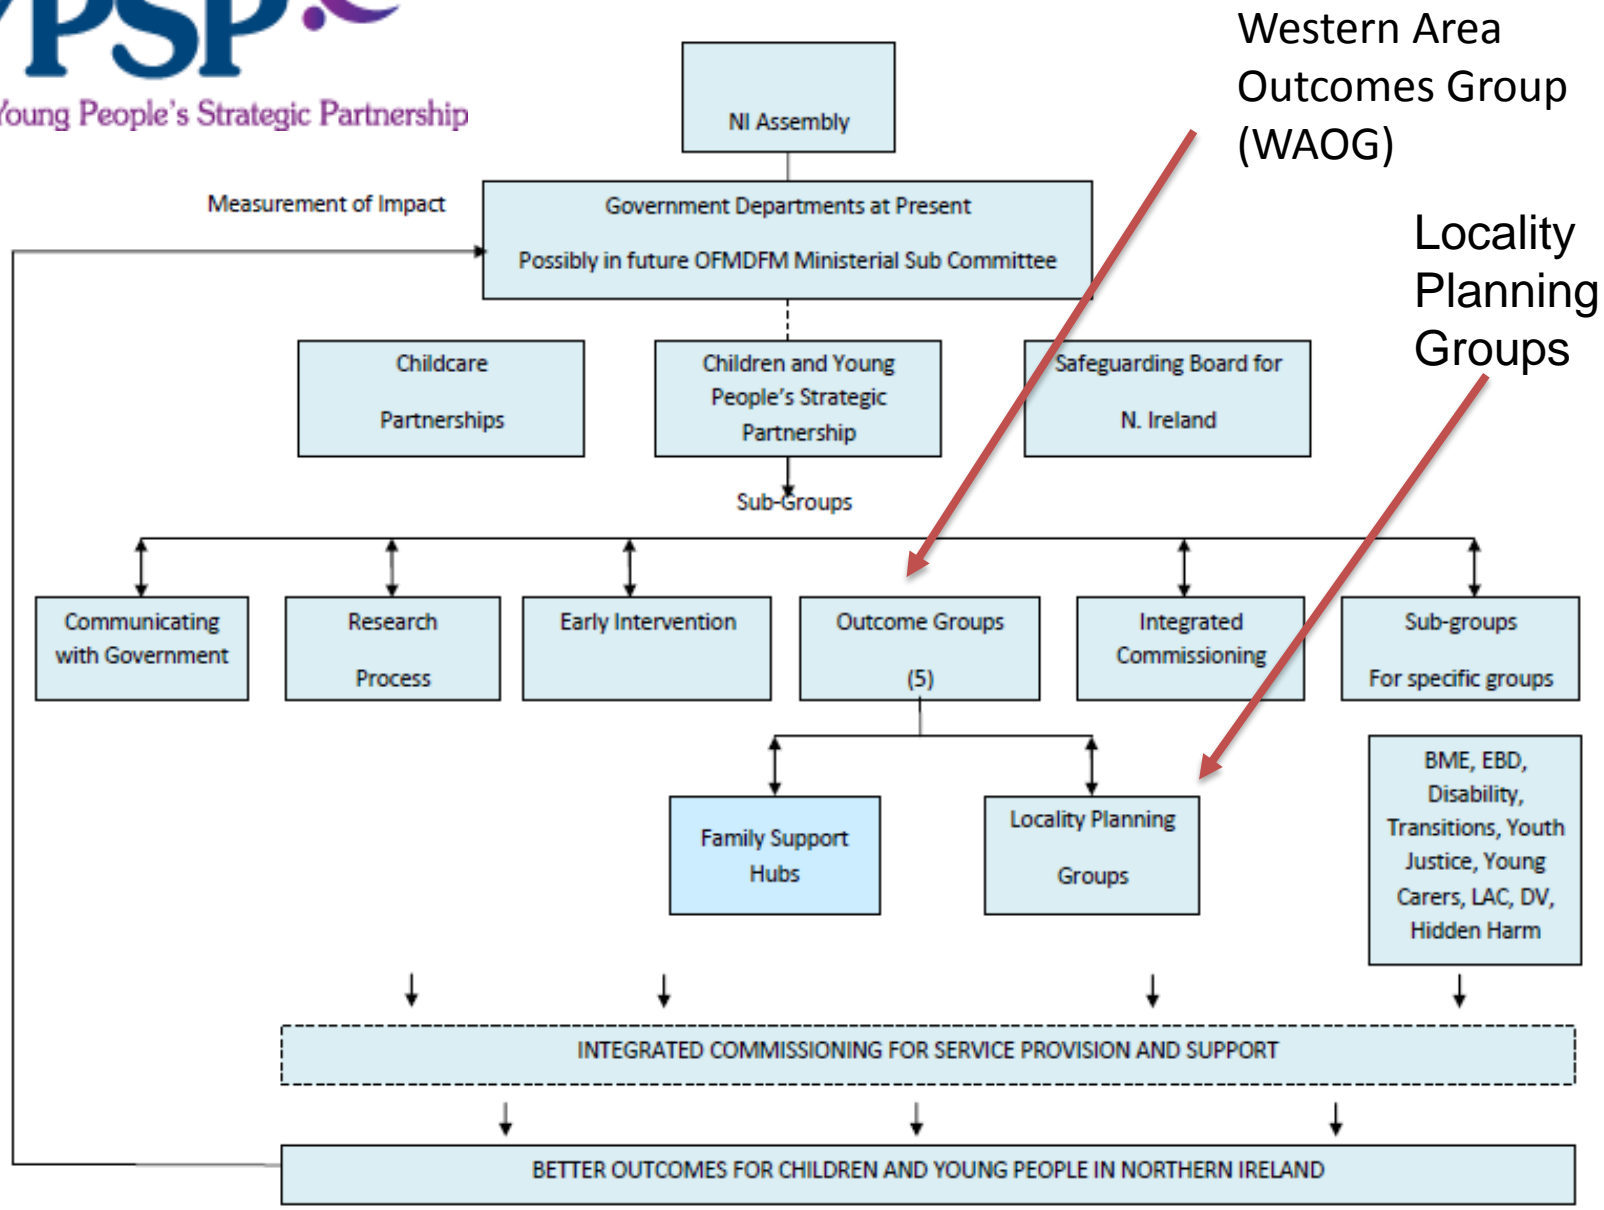 YPSP
Young People's Strategic Partnership
Western Area
Outcomes Group
(WAOG)
Locality
Planning
Groups
NI Assembly
Measurement of Impact
Government Departments at Present
Possibly in future OFMDFM Ministerial Sub Committee
Childcare
Partnerships
Children and Young
People's Strategic
Partnership
Safeguarding Board for
N. Ireland
Sub-Groups
Communicating
with Government
Research
Process
Early Intervention
Outcome Groups
(5)
Integrated
Commissioning
Sub-groups
For specific groups
Family Support
Hubs
Locality Planning
Groups
BME, EBD,
Disability,
Transitions, Youth
Justice, Young
Carers, LAC, DV,
Hidden Harm
INTEGRATED COMMISSIONING FOR SERVICE PROVISION AND SUPPORT
BETTER OUTCOMES FOR CHILDREN AND YOUNG PEOPLE IN NORTHERN IRELAND